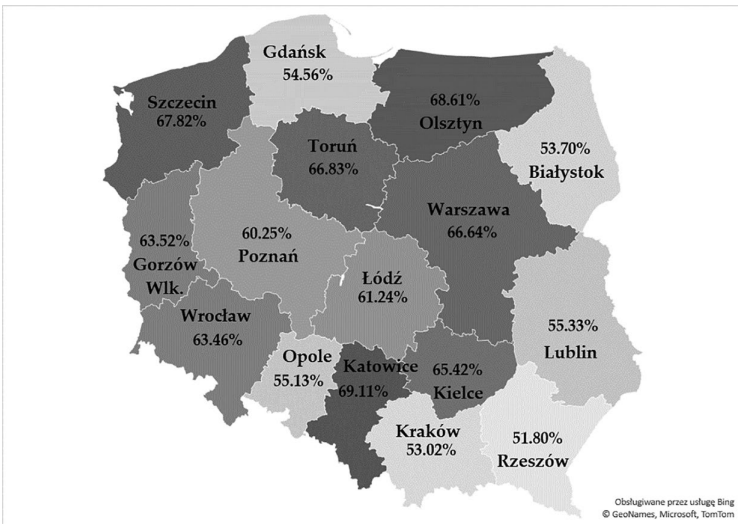 Gdańsk
54.56%
Szczecin
67.82%
68.61%
Olsztyn
Toruń
66.83%
53.70%
Białystok
Warszawa
66.64%
63.52%
Gorzów
Wlk.
60.25%
Poznań
Łódź
61.24%
Wrocław
63.46%
55.33%
Lublin
Opole
55.13%
Katowice
69.11%
65.42%
Kielce
Kraków
53.02%
51.80%
Rzeszów
Obsługiwane przez usługę Bing
© GeoNames, Microsoft, TomTom